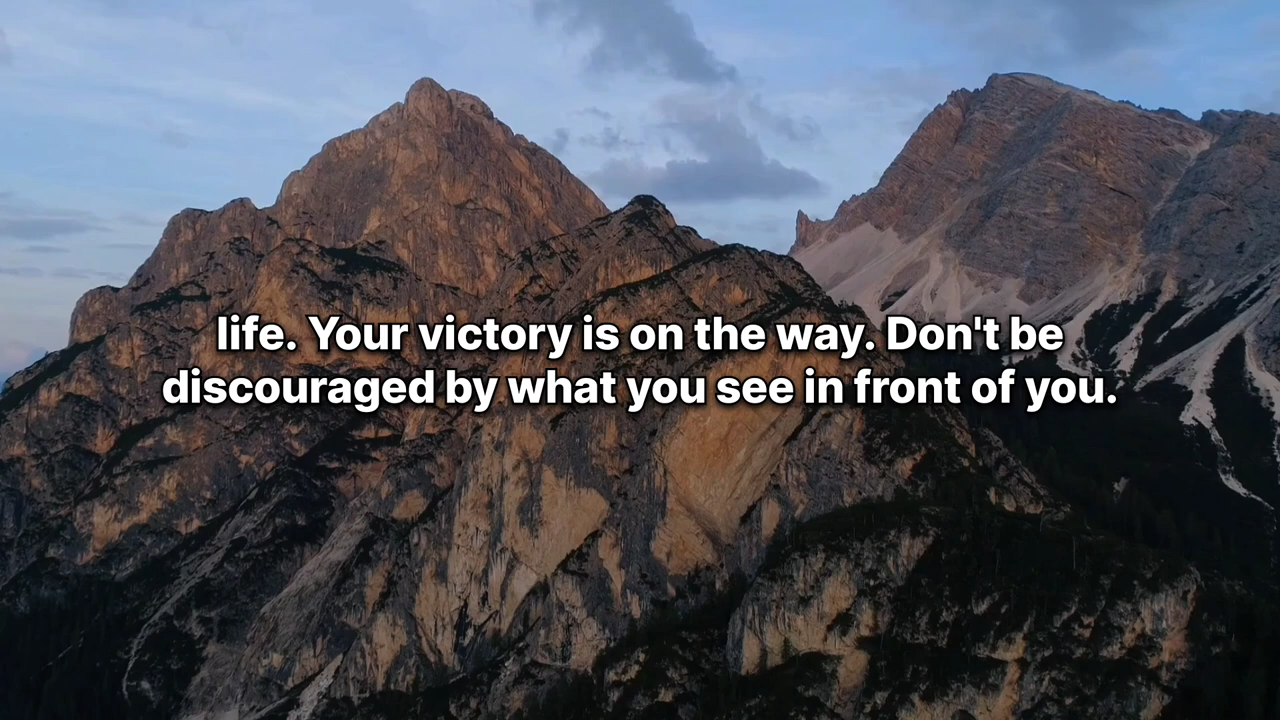 life. Your victory is on the way. Don't be
discouraged by what you see in front of you.